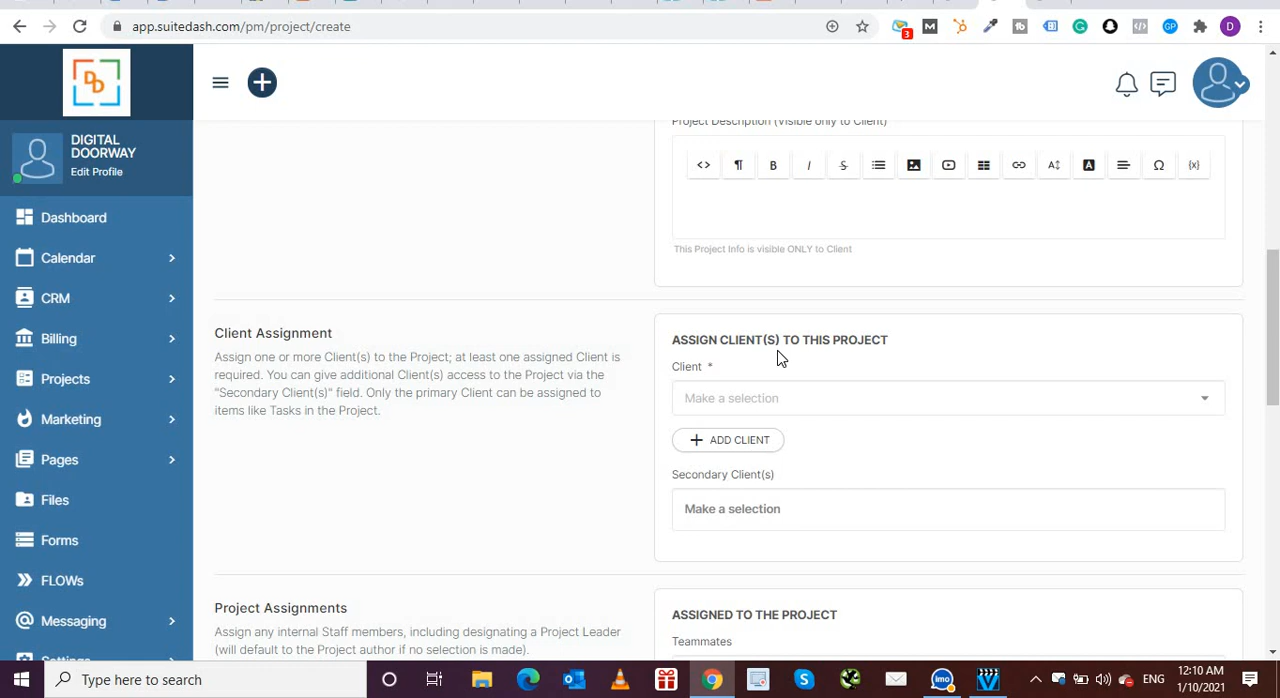 app.suitedash.com/pm/project/create
3
DD
DIGITAL
DOORWAY
Edit Profile
Dashboard
Calendar
CRM
Billing
Projects
Marketing
Pages
Files
Forms
FLOWs
Messaging
Settings
Project Description (Visible only to Client)
This Project Info is visible ONLY to Client
Client Assignment
Assign one or more Client(s) to the Project; at least one assigned Client is
required. You can give additional Client(s) access to the Project via the
"Secondary Client(s)" field. Only the primary Client can be assigned to
items like Tasks in the Project.
ASSIGN CLIENT(S) TO THIS PROJECT
Client *
Make a selection
ADD CLIENT
Secondary Client(s)
Make a selection
Project Assignments
Assign any internal Staff members, including designating a Project Leader
(will default to the Project author if no selection is made).
ASSIGNED TO THE PROJECT
Teammates
Type here to search
imo
ENG
12:10 AM
1/10/2021